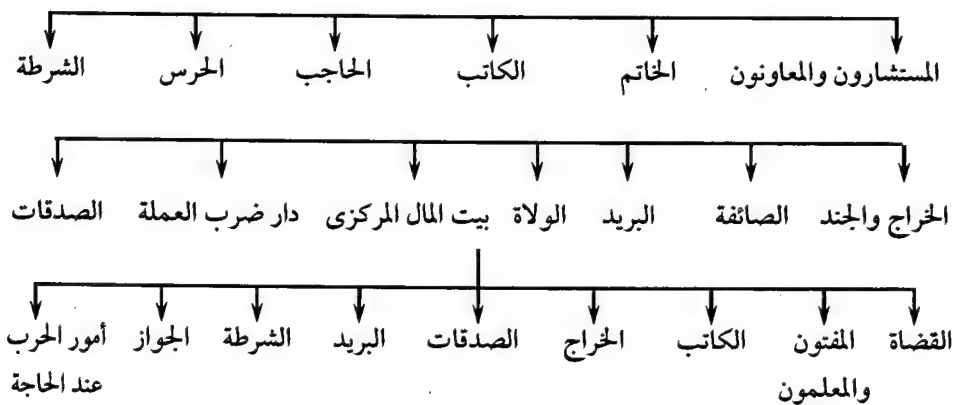 المستشارون والمعاونون الخاتم الكاتب الحاجب الحرس الشرطة
الخراج والجند الصائفة البريد الولاة بيت المال المركزى دار ضرب العملة الصدقات
القضاة المفتون الكاتب الخراج الصدقات البريد الشرطة الجواز أمور الحرب
والمعلمون عند الحاجة